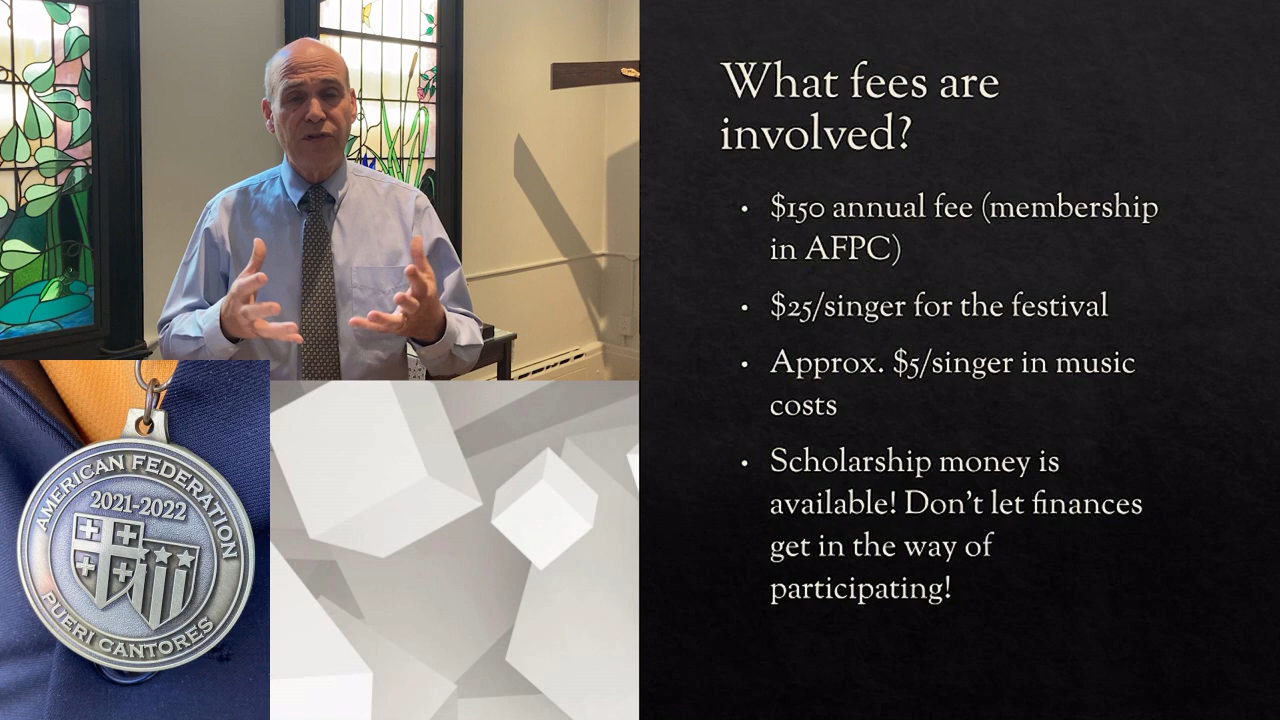 What fees are
involved?
• $150 annual fee (membership
in AFPC)
• $25/singer for the festival
• Approx. $5/singer in music
costs
• Scholarship money is
available! Don't let finances
get in the way of
participating!
AMERICAN FEDERATION
2021-2022
PUERI CANTORES